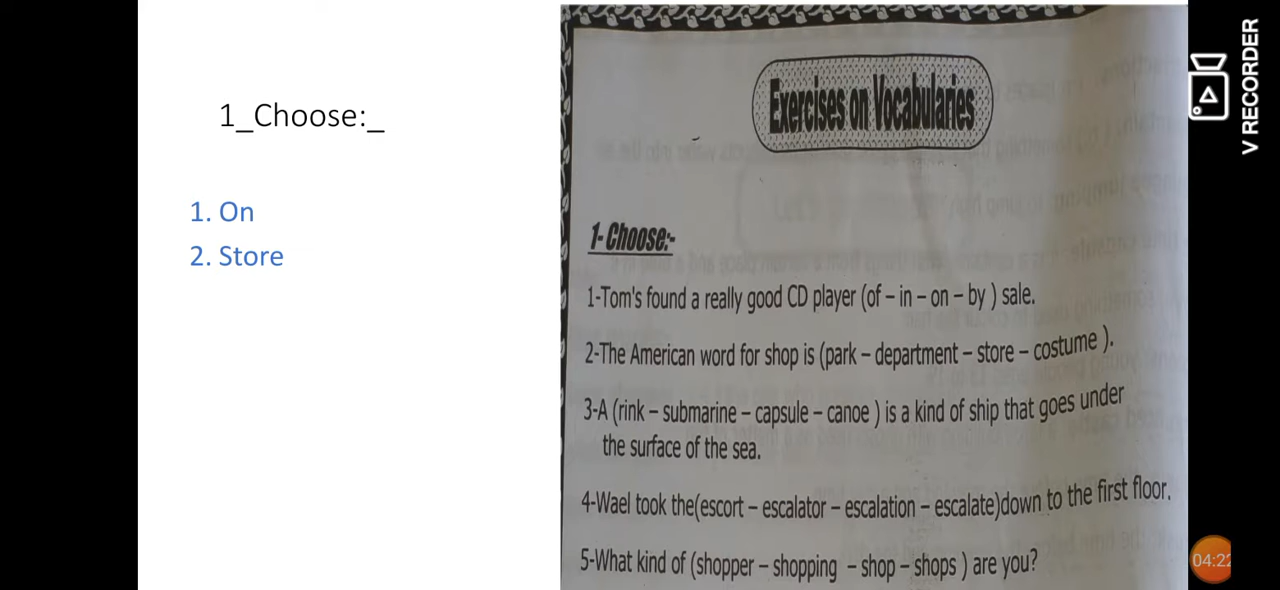 1_Choose:_
1. On
2. Store
Exercises on Vocabularies
1- Choose:-
1-Tom's found a really good CD player (of – in – on – by ) sale.
2-The American word for shop is (park – department – store – costume ).
3-A (rink – submarine – capsule – canoe ) is a kind of ship that goes under
the surface of the sea.
4-Wael took the(escort – escalator – escalation – escalate)down to the first floor.
5-What kind of (shopper – shopping – shop – shops ) are you?
V RECORDER
04:22